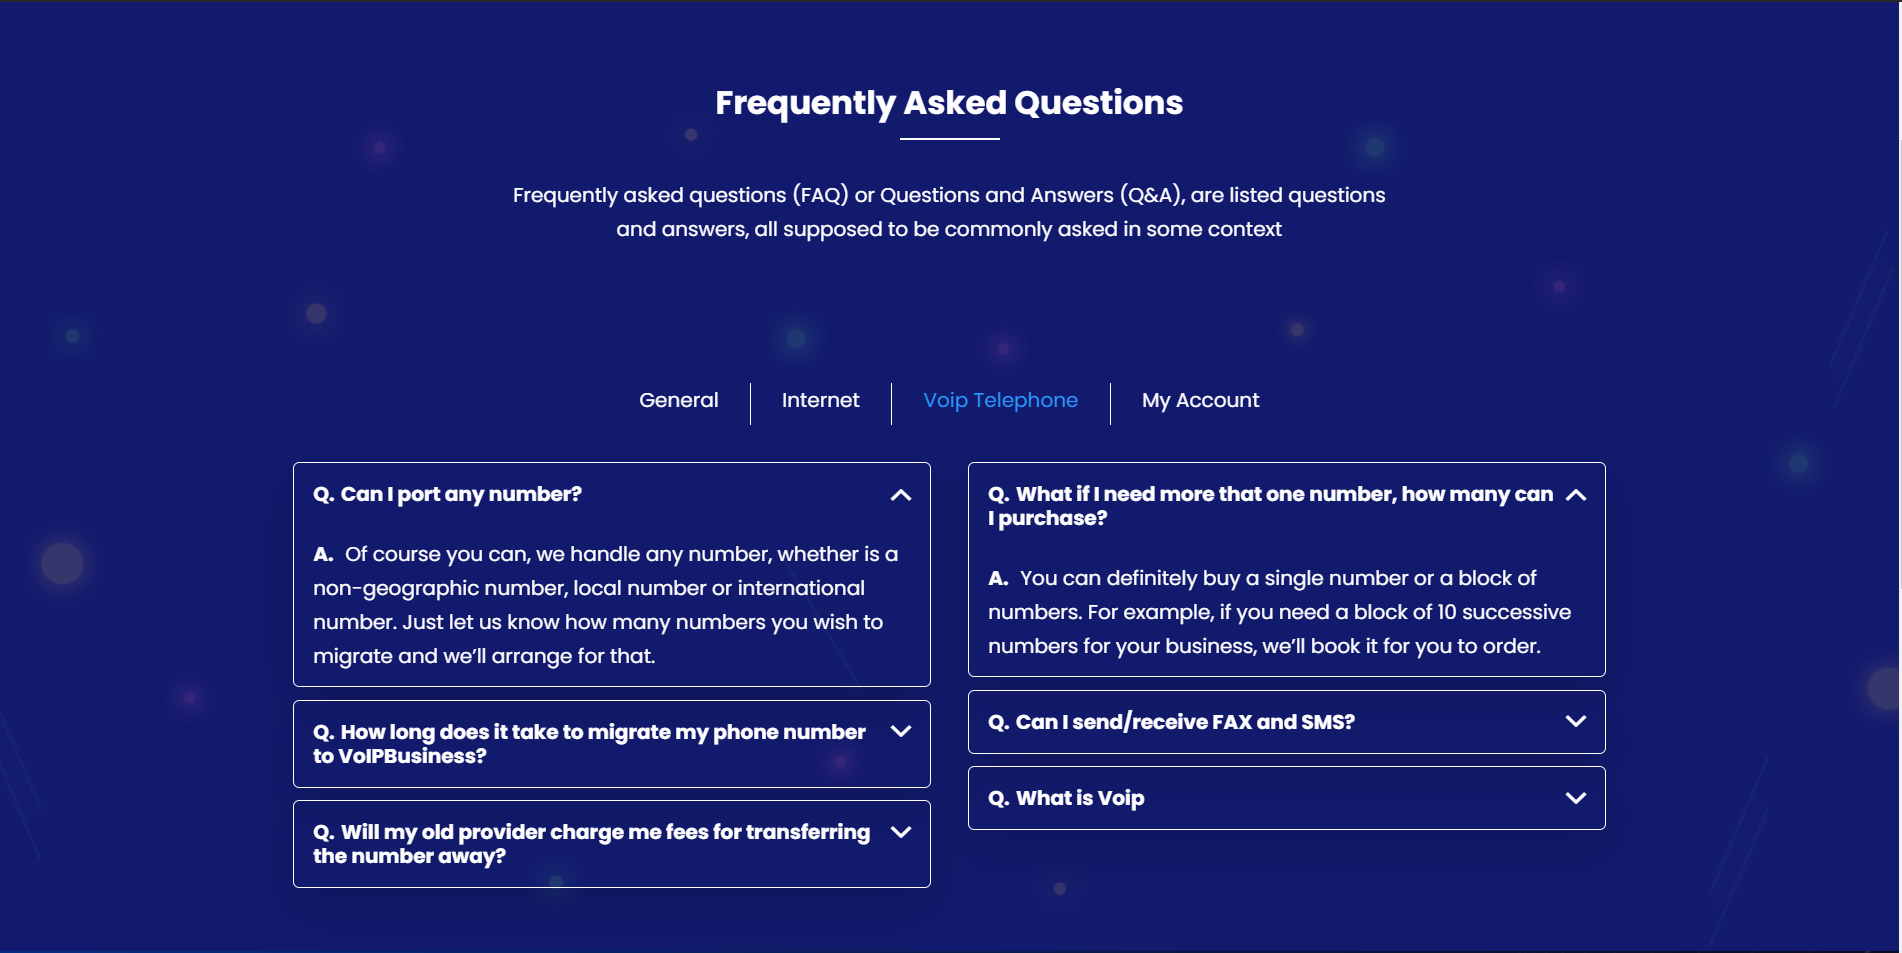 Frequently Asked Questions
Frequently asked questions (FAQ) or Questions and Answers (Q&A), are listed questions
and answers, all supposed to be commonly asked in some context
General
Internet
Voip Telephone
My Account
Q. Can I port any number?
A. Of course you can, we handle any number, whether is a
non-geographic number, local number or international
number. Just let us know how many numbers you wish to
migrate and we’ll arrange for that.
Q. How long does it take to migrate my phone number
to VoIPBusiness?
Q. Will my old provider charge me fees for transferring
the number away?
Q. What if I need more that one number, how many can
I purchase?
A. You can definitely buy a single number or a block of
numbers. For example, if you need a block of 10 successive
numbers for your business, we’ll book it for you to order.
Q. Can I send/receive FAX and SMS?
Q. What is Voip